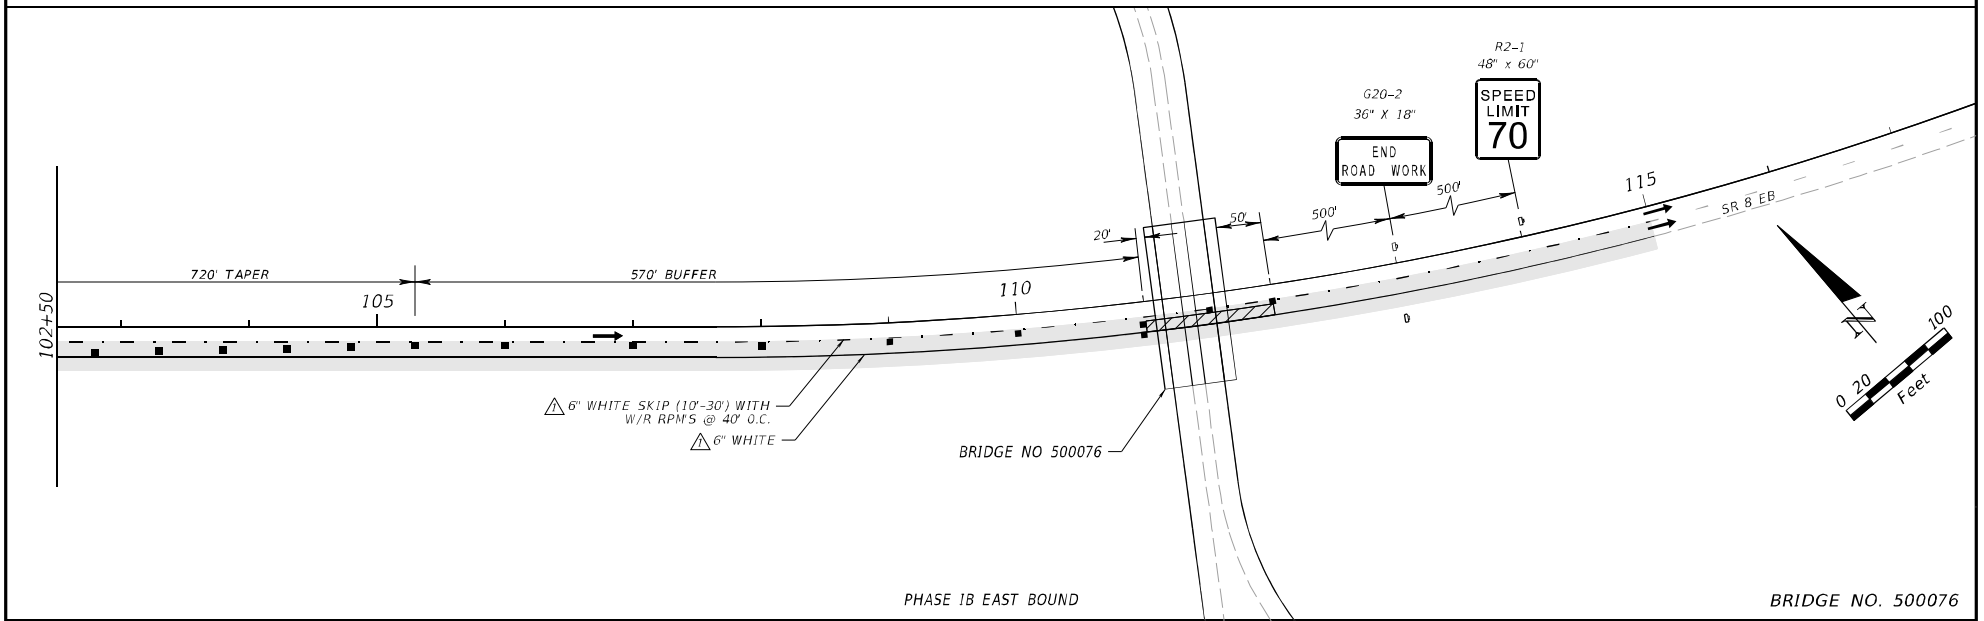 R2-1
48" x 60"
SPEED
LIMIT
70
G20-2
36" X 18"
END
ROAD WORK
500'
500'
50'
20'
115
SR 8 EB
720' TAPER
570' BUFFER
105
110
102+50
N
0 20 100
Feet
1 6" WHITE SKIP (10'-30') WITH
W/R RPM'S @ 40' O.C.
1 6" WHITE
BRIDGE NO 500076
PHASE IB EAST BOUND
BRIDGE NO. 500076